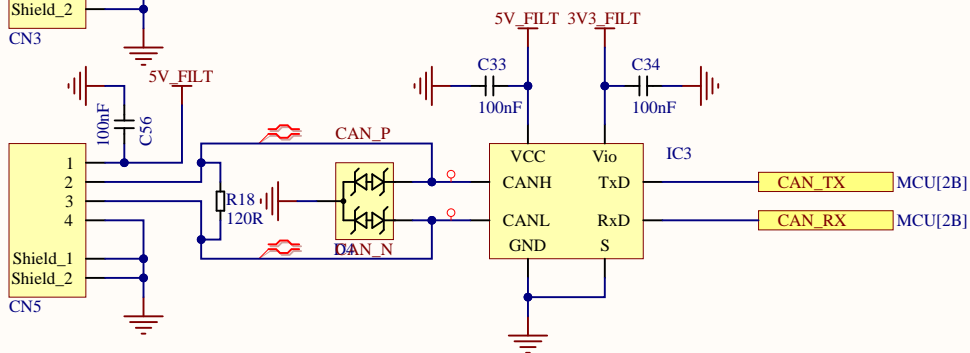 Shield_2
CN3
5V_FILT 3V3_FILT
C33
100nF
C34
100nF
5V_FILT
100nF
C56
1
2
3
4
Shield_1
Shield_2
CN5
CAN_P
R18
120R
CAN_N
VCC
Vio
IC3
CANH
TxD
CANL
RxD
GND
S
CAN_TX
MCU[2B]
CAN_RX
MCU[2B]